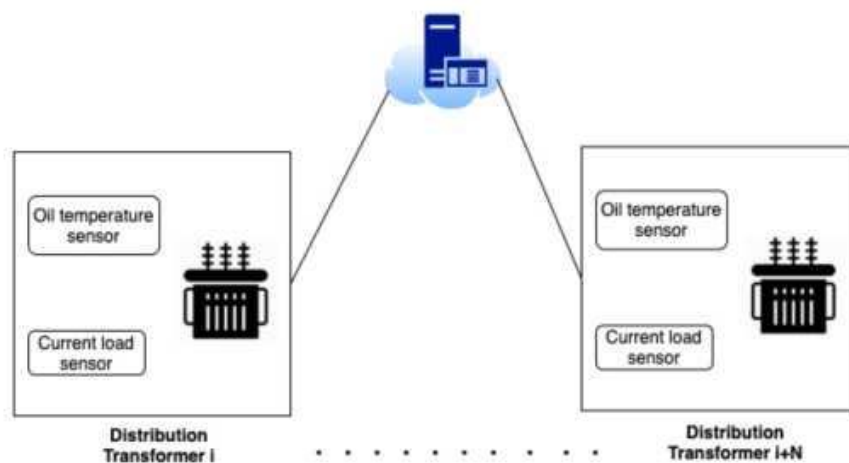 Oil temperature
sensor
Current load
sensor
Distribution
Transformer i
Oil temperature
sensor
Current load
sensor
Distribution
Transformer i+N